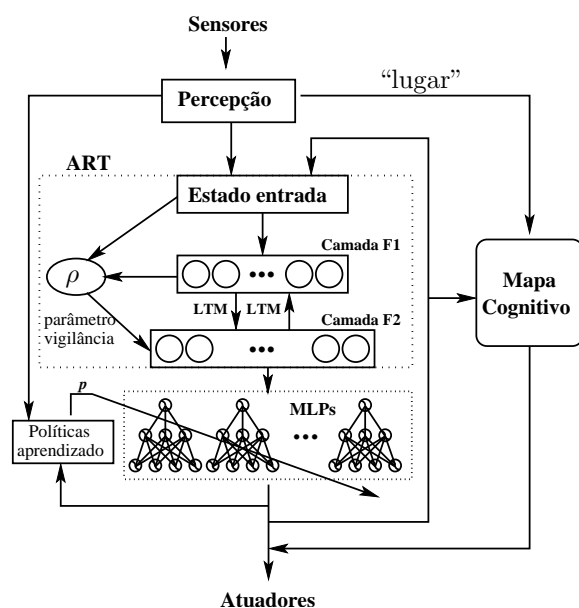 Sensores
“lugar”
Percepção
ART
Estado entrada
Camada F1
ρ
Mapa
Cognitivo
LTM LTM
parâmetro
vigilância
Camada F2
p
MLPs
Políticas
aprendizado
Atuadores